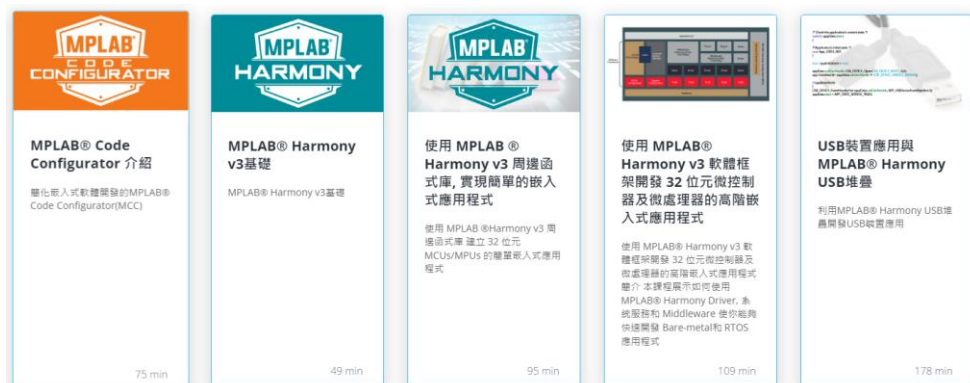 MPLAB®
CODE
CONFIGURATOR
MPLAB® Code
Configurator 介紹
簡化嵌入式軟體開發的MPLAB®
Code Configurator(MCC)
75 min
MPLAB®
HARMONY
MPLAB® Harmony
v3基礎
MPLAB® Harmony v3基礎
49 min
MPLAB®
HARMONY
使用 MPLAB ®
Harmony v3 周邊函
式庫, 實現簡單的嵌入
式應用程式
使用 MPLAB ®Harmony v3 周
邊函式庫 建立 32 位元
MCUs/MPUs 的簡單嵌入式應用
程式
95 min
使用 MPLAB®
Harmony v3 軟體框
架開發 32 位元微控制
器及微處理器的高階嵌
入式應用程式
使用 MPLAB® Harmony v3 軟
體框架開發 32 位元微控制器及
微處理器的高階嵌入式應用程式
簡介 本課程展示如何使用
MPLAB® Harmony Driver, 系
統服務和 Middleware 使你能夠
快速開發 Bare-metal和 RTOS
應用程式
109 min
USB裝置應用與
MPLAB® Harmony
USB堆疊
利用MPLAB® Harmony USB堆
疊開發USB裝置應用
178 min